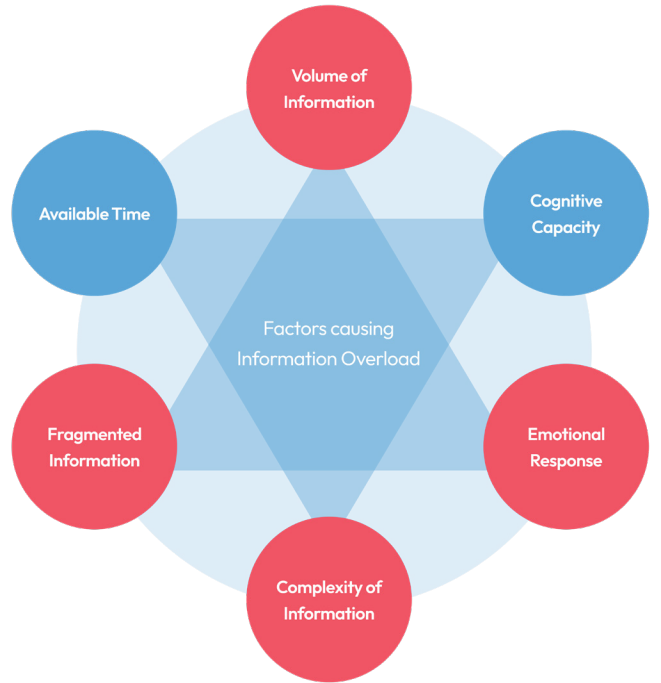 Volume of
Information
Available Time
Cognitive
Capacity
Factors causing
Information Overload
Fragmented
Information
Emotional
Response
Complexity of
Information